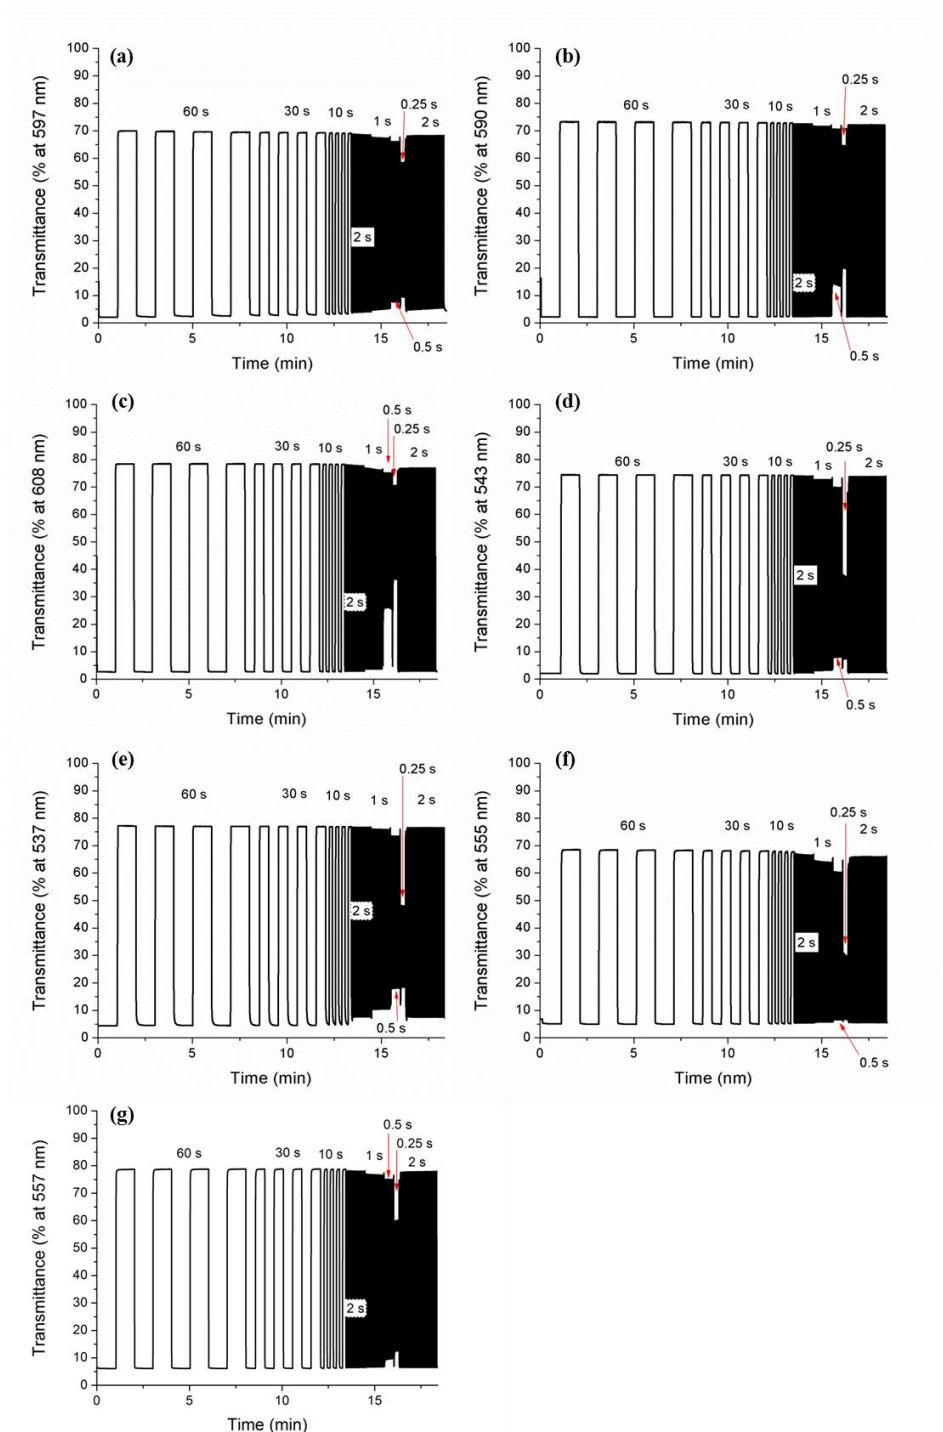 (a)
Transmittance (% at 597 nm)
100
90
80
70
60
50
40
30
20
10
0
60 s
30 s
10 s
1 s
0.25 s
2 s
2 s
0.5 s
0
5
10
15
Time (min)
(b)
Transmittance (% at 590 nm)
100
90
80
70
60
50
40
30
20
10
0
60 s
30 s
10 s
1 s
0.25 s
2 s
2 s
0.5 s
0
5
10
15
Time (min)
(c)
Transmittance (% at 608 nm)
100
90
80
70
60
50
40
30
20
10
0
0.5 s
0.25 s
60 s
30 s
10 s
1 s
2 s
2 s
0
5
10
15
Time (min)
(d)
Transmittance (% at 543 nm)
100
90
80
70
60
50
40
30
20
10
0
0.25 s
60 s
30 s
10 s
1 s
2 s
2 s
0.5 s
0
5
10
15
Time (min)
(e)
Transmittance (% at 537 nm)
100
90
80
70
60
50
40
30
20
10
0
0.25 s
60 s
30 s
10 s
1 s
2 s
2 s
0.5 s
0
5
10
15
Time (min)
(f)
Transmittance (% at 555 nm)
100
90
80
70
60
50
40
30
20
10
0
0.25 s
60 s
30 s
10 s
1 s
2 s
2 s
0.5 s
0
5
10
15
Time (nm)
(g)
Transmittance (% at 557 nm)
100
90
80
70
60
50
40
30
20
10
0
0.5 s
0.25 s
60 s
30 s
10 s
1 s
2 s
2 s
0
5
10
15
Time (min)